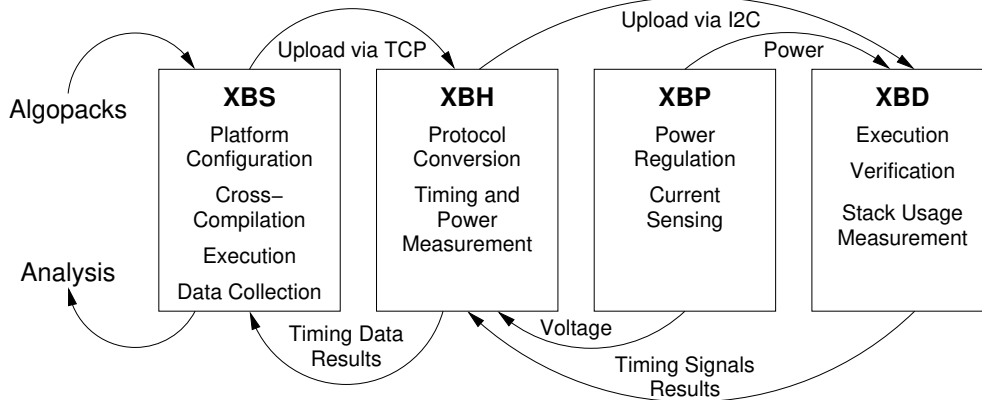 Upload via I2C
Upload via TCP
Power
Algopacks
XBS
Platform
Configuration
Cross−
Compilation
Execution
Data Collection
XBH
Protocol
Conversion
Timing and
Power
Measurement
XBP
Power
Regulation
Current
Sensing
XBD
Execution
Verification
Stack Usage
Measurement
Analysis
Timing Data
Results
Voltage
Timing Signals
Results